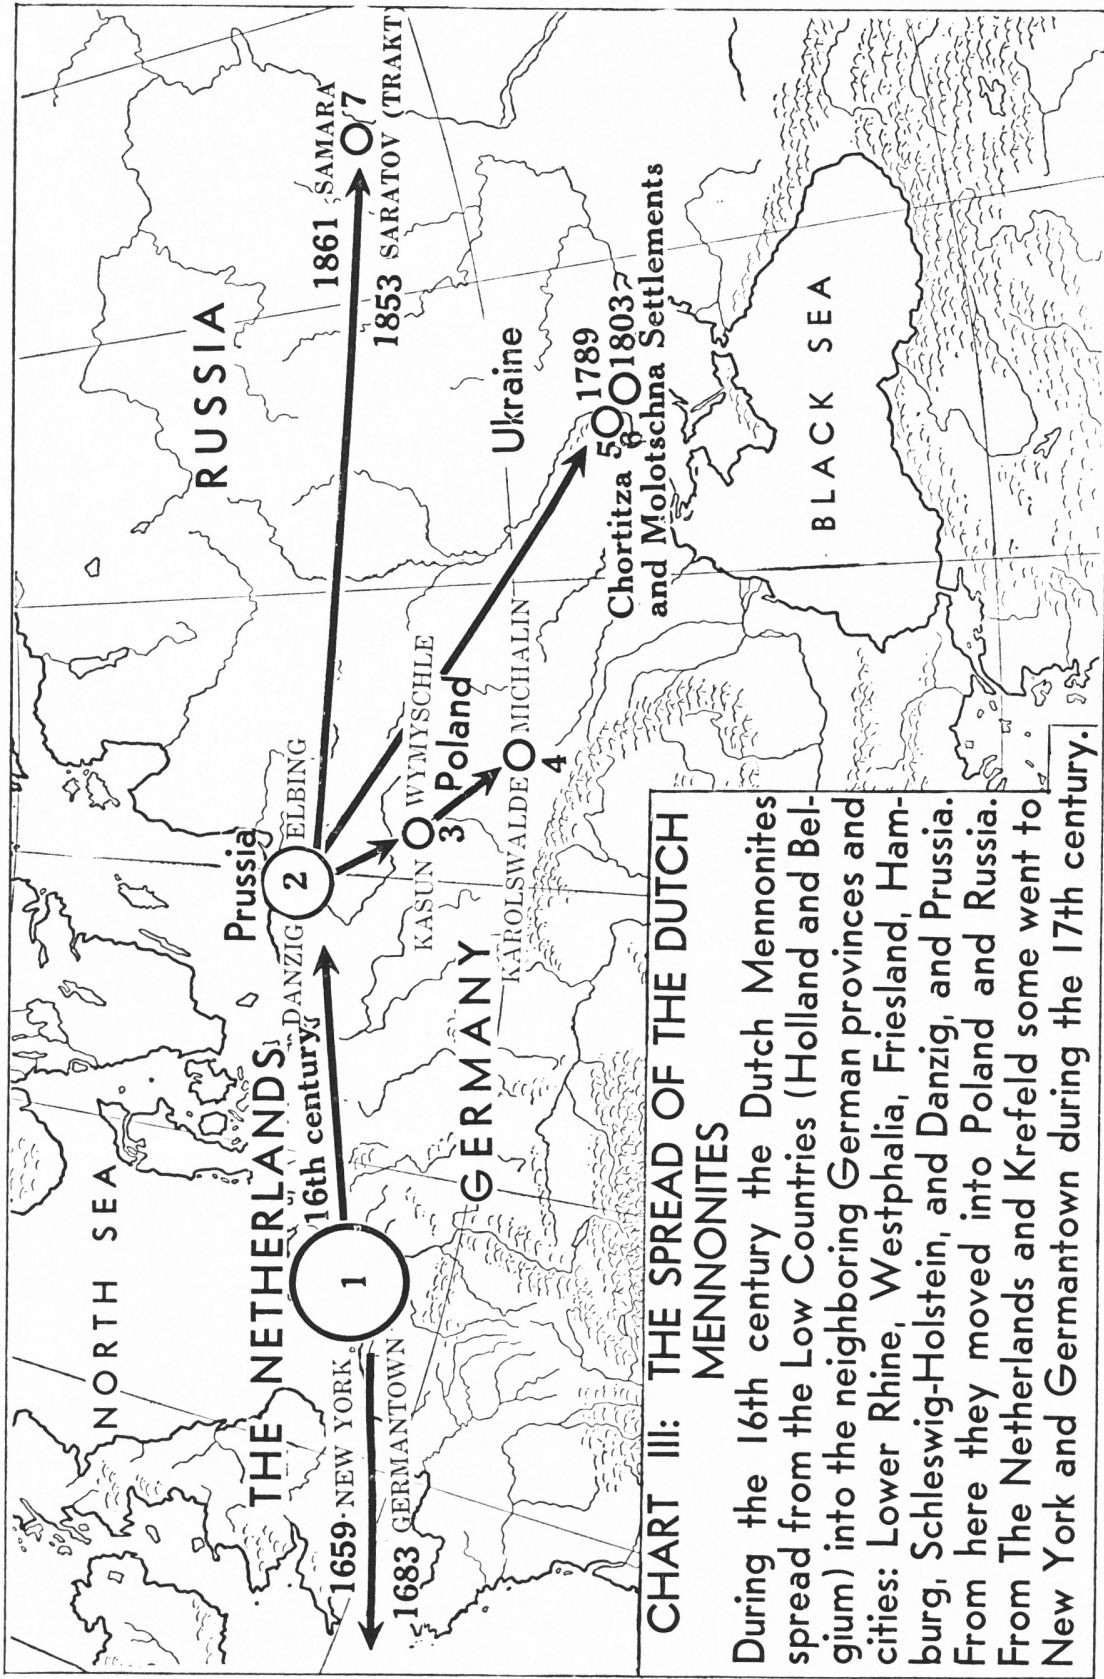 NORTH SEA
THE NETHERLANDS
Prussia
RUSSIA
1659·NEW YORK
1683 GERMANTOWN
1
16th century
DANZIG
2
ELBING
1861 SAMARA
7
1853 SARATOV (TRAKT)
GERMANY
KASUN
3
WYMYSCHLE
Poland
KAROLSWALDE
4
MICHALIN
Ukraine
5
1789
6
1803
Chortitza
and Molotschna Settlements
BLACK SEA
CHART III: THE SPREAD OF THE DUTCH
MENNONITES
During the 16th century the Dutch Mennonites
spread from the Low Countries (Holland and Bel-
gium) into the neighboring German provinces and
cities: Lower Rhine, Westphalia, Friesland, Ham-
burg, Schleswig-Holstein, and Danzig, and Prussia.
From here they moved into Poland and Russia.
From The Netherlands and Krefeld some went to
New York and Germantown during the 17th century.